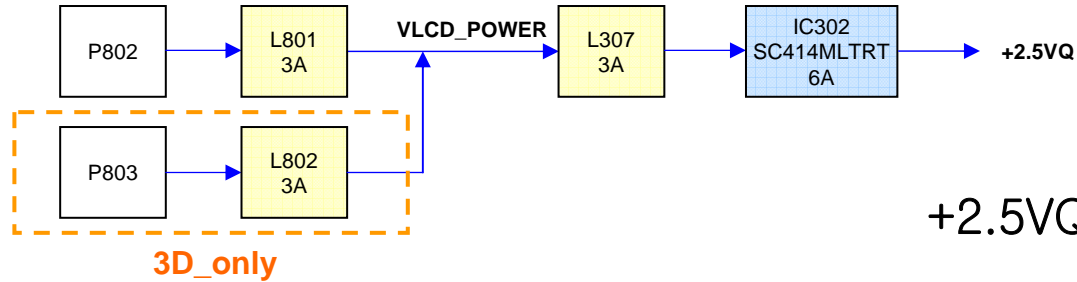 P802
L801
3A
VLCD_POWER
L307
3A
IC302
SC414MLTRT
6A
+2.5VQ
P803
L802
3A
+2.5VQ
3D_only